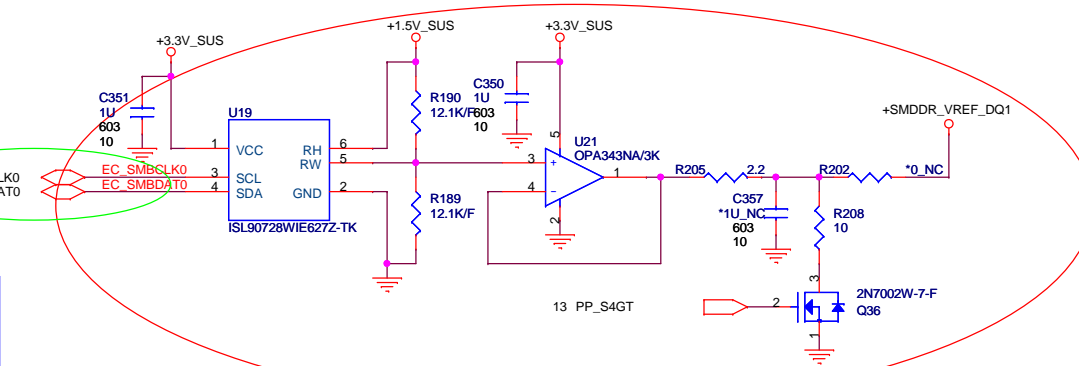 +3.3V_SUS
+1.5V_SUS
+3.3V_SUS
C351
1U
603
10
U19
R190
12.1K/F
C350
1U
603
10
+SMDDR_VREF_DQ1
1 VCC RH 6
RW 5
U21
OPA343NA/3K
5
LK0 EC_SMBCLK0 3 SCL
AT0 EC_SMBDAT0 4 SDA GND 2
3 + 1
4 -
2
R205 2.2 R202 *0_NC
R189
12.1K/F
C357
*1U_NC
603
10
R208
10
ISL90728WIE627Z-TK
3
2N7002W-7-F
Q36
2
1
13 PP_S4GT